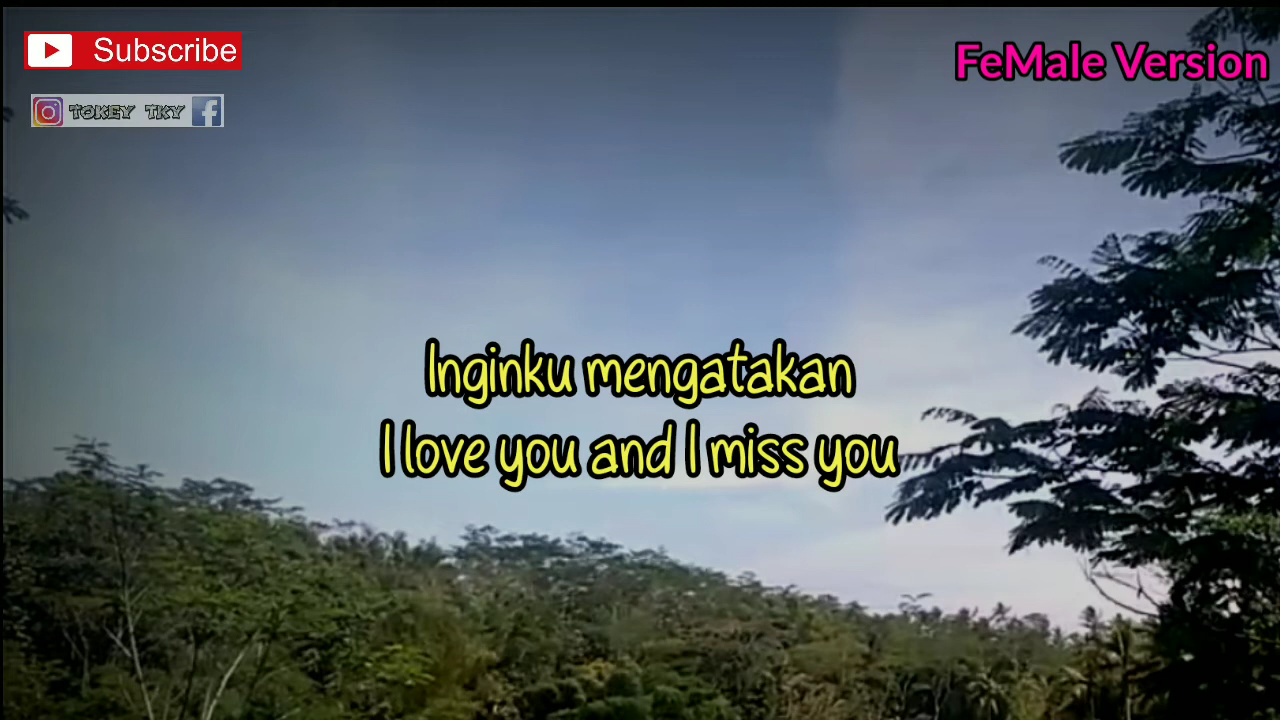 Subscribe
FeMale Version
TOKEY TKY
Inginku mengatakan
I love you and I miss you